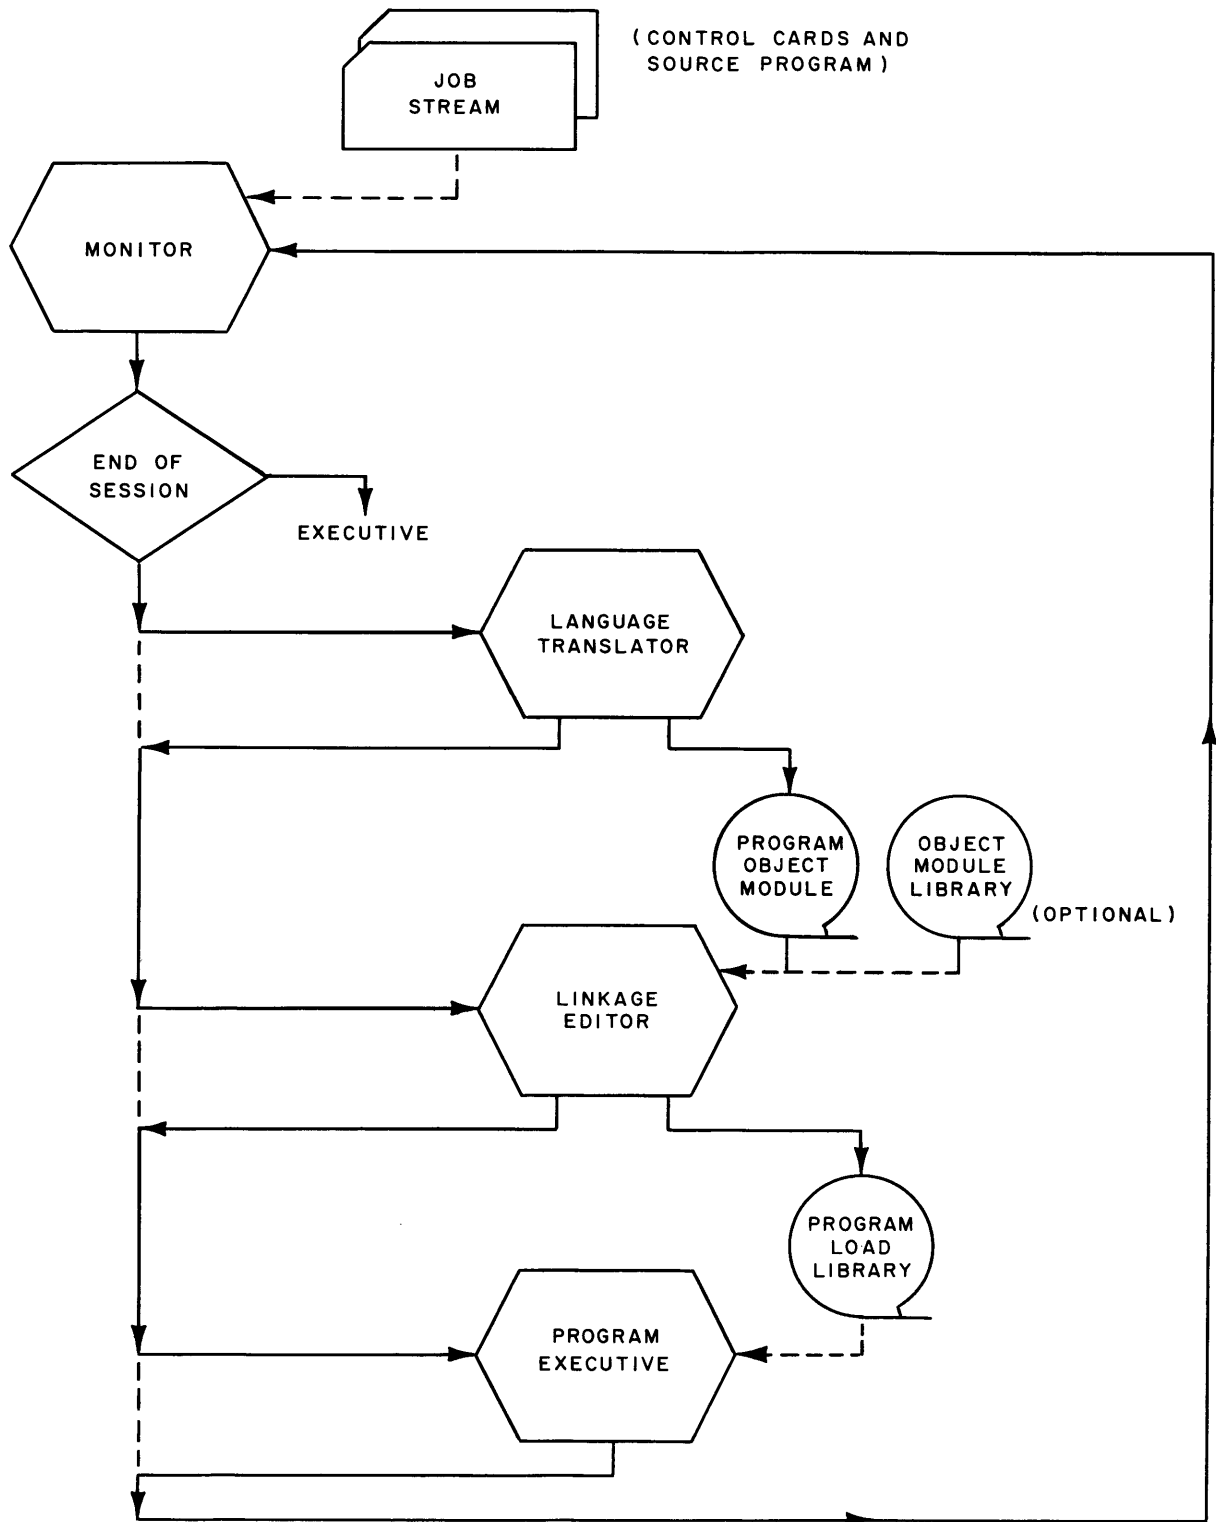 (CONTROL CARDS AND
SOURCE PROGRAM)
JOB
STREAM
MONITOR
END OF
SESSION
EXECUTIVE
LANGUAGE
TRANSLATOR
PROGRAM
OBJECT
MODULE
OBJECT
MODULE
LIBRARY
(OPTIONAL)
LINKAGE
EDITOR
PROGRAM
LOAD
LIBRARY
PROGRAM
EXECUTIVE